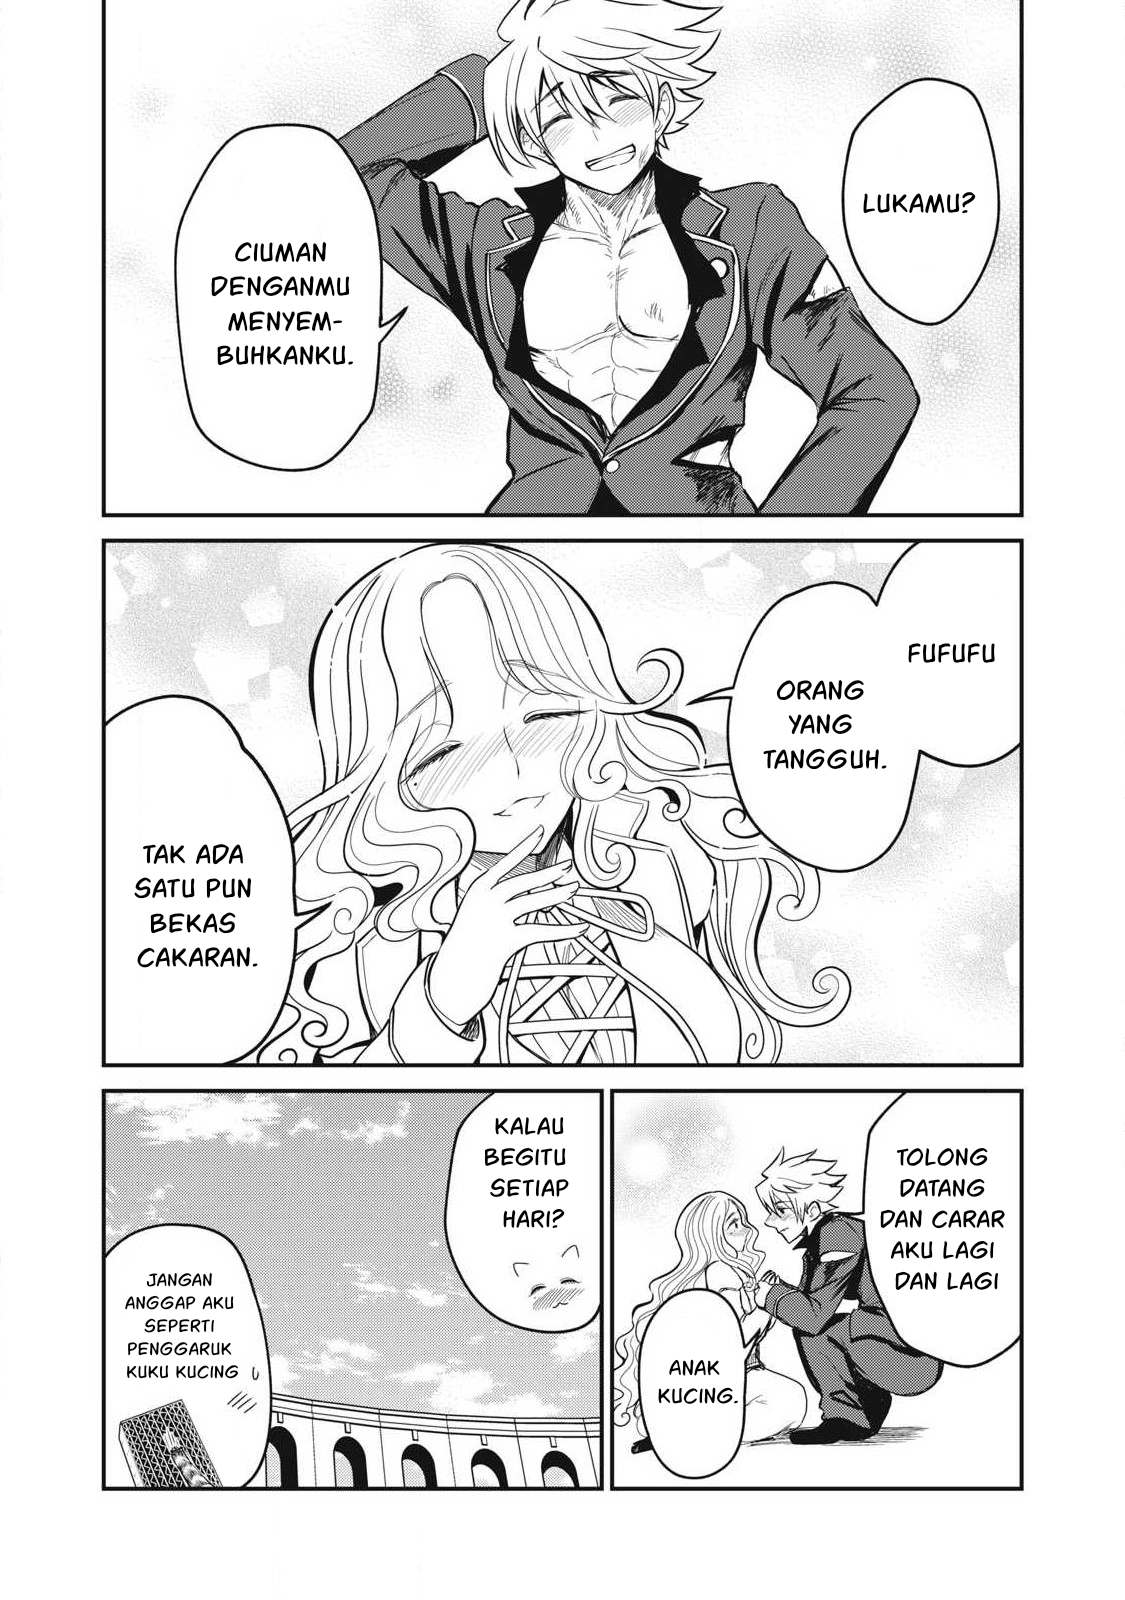 LUKAMU?
CIUMAN
DENGANMU
MENYEM-
BUHKANKU.
FUFUFU
ORANG
YANG
TANGGUH.
TAK ADA
SATU PUN
BEKAS
CAKARAN.
TOLONG
DATANG
DAN CARAR
AKU LAGI
DAN LAGI
ANAK
KUCING.
KALAU
BEGITU
SETIAP
HARI?
JANGAN
ANGGAP AKU
SEPERTI
PENGGARUK
KUKU KUCING